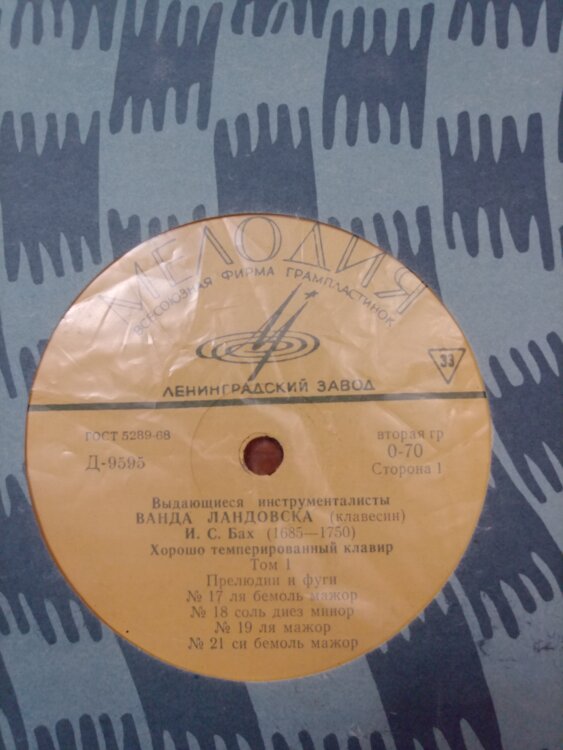 МЕЛОДИЯ
ВСЕСОЮЗНАЯ ФИРМА ГРАМПЛАСТИНОК
33
ЛЕНИНГРАДСКИЙ ЗАВОД
ГОСТ 5289-68
вторая гр
Д-9595
0-70
Сторона 1
Выдающиеся инструменталисты
ВАНДА ЛАНДОВСКА (клавесин)
И. С. Бах (1685—1750)
Хорошо темперированный клавир
Том 1
Прелюдии и фуги
№ 17 ля бемоль мажор
№ 18 соль диез минор
№ 19 ля мажор
№ 21 си бемоль мажор